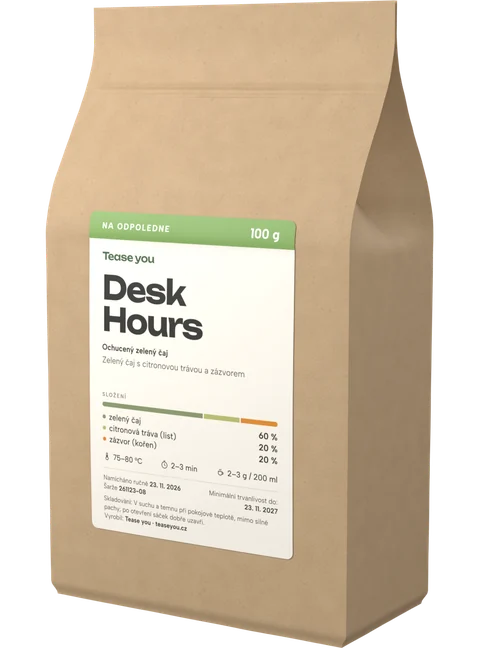 NA ODPOLEDNE 100 g
Tease you
Desk
Hours
Ochucený zelený čaj
Zelený čaj s citronovou trávou a zázvorem
SLOŽENÍ
zelený čaj 60 %
citronová tráva (list) 20 %
zázvor (kořen) 20 %
75–80 °C 2–3 min 2–3 g / 200 ml
Namícháno ručně 23. 11. 2026
Šarže 261123-08
Minimální trvanlivost do:
23. 11. 2027
Skladování: V suchu a temnu při pokojové teplotě, mimo silné
pachy, po otevření sáček dobře uzavři.
Vyrobil: Tease you · teaseyou.cz